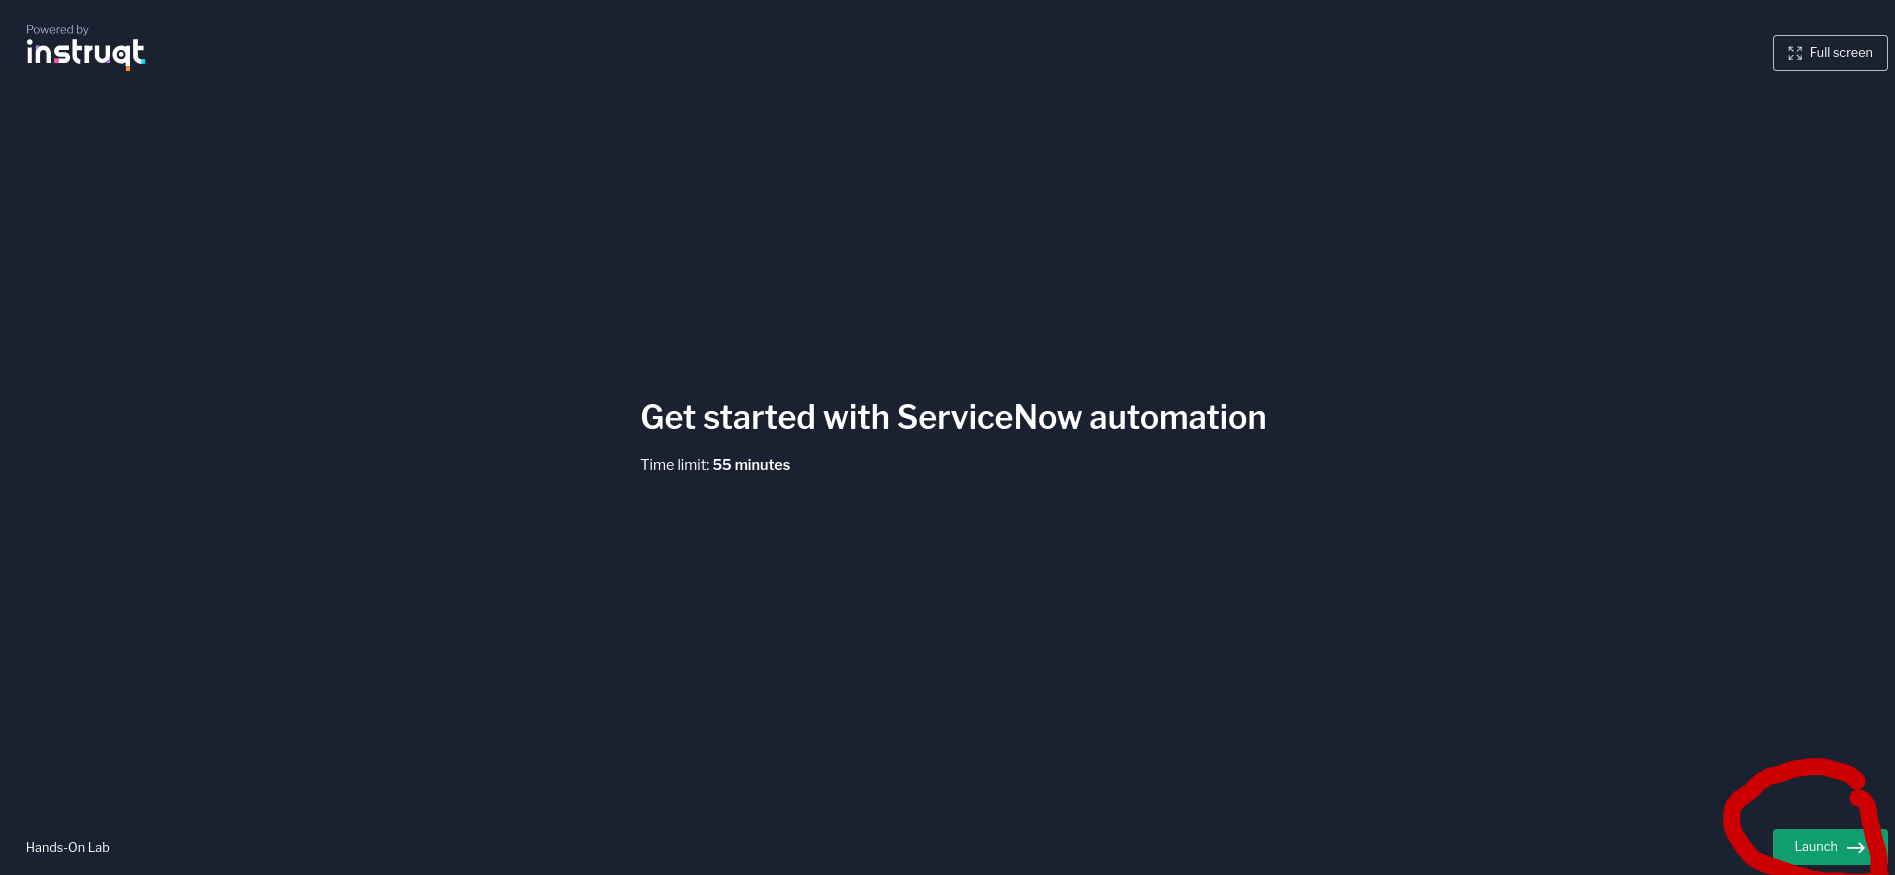 Powered by
instruqt
Full screen
Get started with ServiceNow automation
Time limit: 55 minutes
Hands-On Lab
Launch